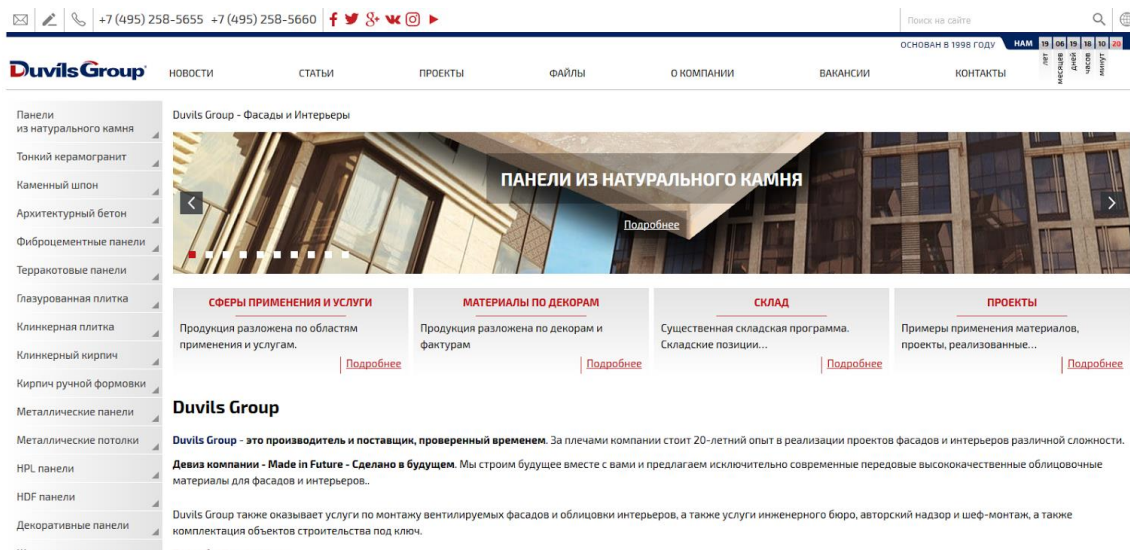 +7 (495) 258-5655 +7 (495) 258-5660
Поиск на сайте
ОСНОВАН В 1998 ГОДУ НАМ 19 06 19 18 10 20
лет месяцев дней часов минут
Duvils Group
НОВОСТИ СТАТЬИ ПРОЕКТЫ ФАЙЛЫ О КОМПАНИИ ВАКАНСИИ КОНТАКТЫ
Панели
из натурального камня
Тонкий керамогранит
Каменный шпон
Архитектурный бетон
Фиброцементные панели
Терракотовые панели
Глазурованная плитка
Клинкерная плитка
Клинкерный кирпич
Кирпич ручной формовки
Металлические панели
Металлические потолки
HPL панели
HDF панели
Декоративные панели
Duvils Group - Фасады и Интерьеры
ПАНЕЛИ ИЗ НАТУРАЛЬНОГО КАМНЯ
Подробнее
СФЕРЫ ПРИМЕНЕНИЯ И УСЛУГИ
Продукция разложена по областям
применения и услугам.
Подробнее
МАТЕРИАЛЫ ПО ДЕКОРАМ
Продукция разложена по декорам и
фактурам
Подробнее
СКЛАД
Существенная складская программа.
Складские позиции...
Подробнее
ПРОЕКТЫ
Примеры применения материалов,
проекты, реализованные...
Подробнее
Duvils Group
Duvils Group - это производитель и поставщик, проверенный временем. За плечами компании стоит 20-летний опыт в реализации проектов фасадов и интерьеров различной сложности.
Девиз компании - Made in Future - Сделано в будущем. Мы строим будущее вместе с вами и предлагаем исключительно современные передовые высококачественные облицовочные
материалы для фасадов и интерьеров..
Duvils Group также оказывает услуги по монтажу вентилируемых фасадов и облицовки интерьеров, а также услуги инженерного бюро, авторский надзор и шеф-монтаж, а также
комплектация объектов строительства под ключ.